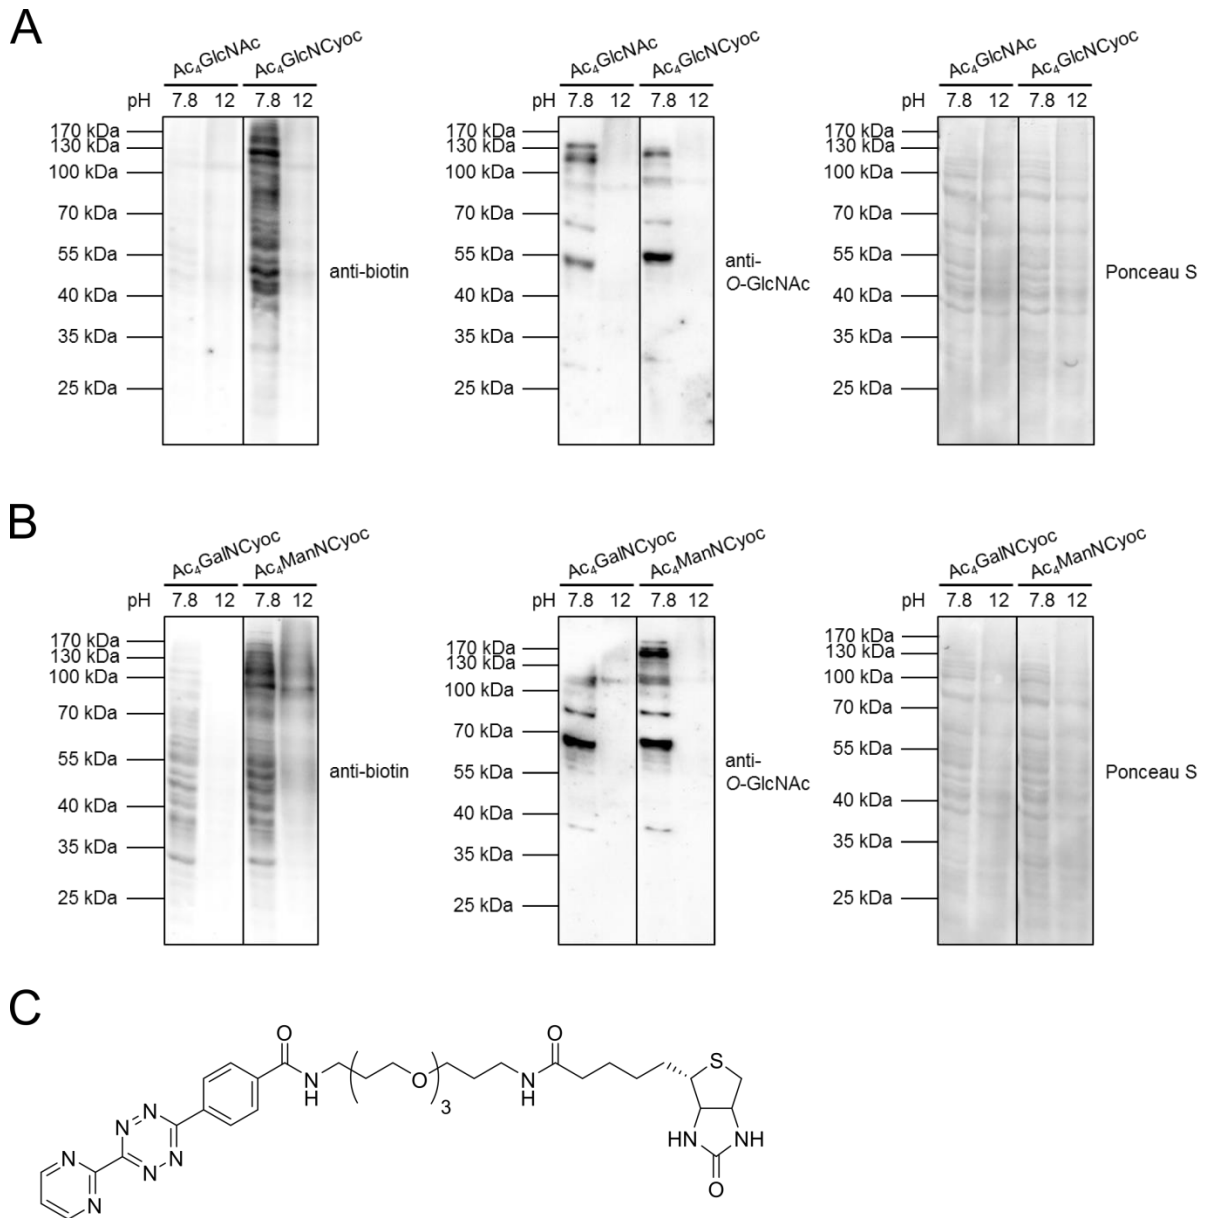 A
Ac₄GlcNAc Ac₄GlcNCyoc Ac₄GlcNAc Ac₄GlcNCyoc Ac₄GlcNAc Ac₄GlcNCyoc
pH 7.8 12 7.8 12 pH 7.8 12 7.8 12 pH 7.8 12 7.8 12
170 kDa 170 kDa 170 kDa
130 kDa 130 kDa 130 kDa
100 kDa 100 kDa 100 kDa
70 kDa 70 kDa 70 kDa
55 kDa 55 kDa 55 kDa
anti-biotin anti- Ponceau S
O-GlcNAc
40 kDa 40 kDa 40 kDa
35 kDa 35 kDa 35 kDa
25 kDa 25 kDa 25 kDa
B
Ac₄GalNCyoc Ac₄ManNCyoc Ac₄GalNCyoc Ac₄ManNCyoc Ac₄GalNCyoc Ac₄ManNCyoc
pH 7.8 12 7.8 12 pH 7.8 12 7.8 12 pH 7.8 12 7.8 12
170 kDa 170 kDa 170 kDa
130 kDa 130 kDa 130 kDa
100 kDa 100 kDa 100 kDa
70 kDa 70 kDa 70 kDa
55 kDa 55 kDa 55 kDa
anti-biotin anti- Ponceau S
O-GlcNAc
40 kDa 40 kDa 40 kDa
35 kDa 35 kDa 35 kDa
25 kDa 25 kDa 25 kDa
C
O O
S
N H O 3 N H
N N N N
HN NH
N N
O